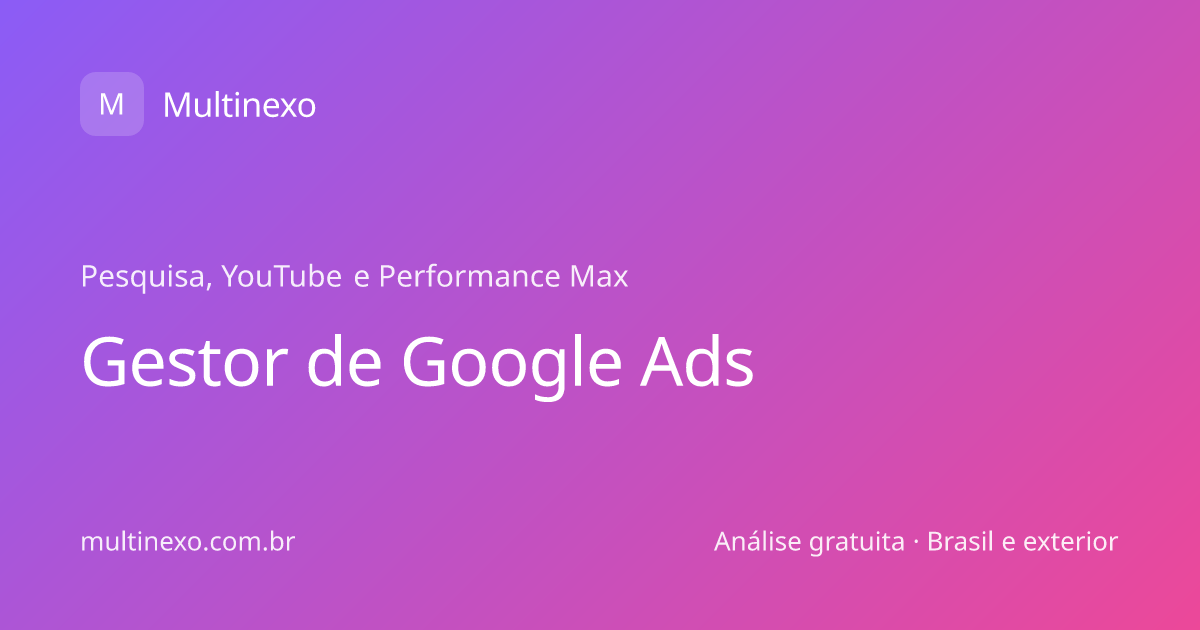 M
Multinexo
Pesquisa, YouTube e Performance Max
Gestor de Google Ads
multinexo.com.br
Análise gratuita · Brasil e exterior